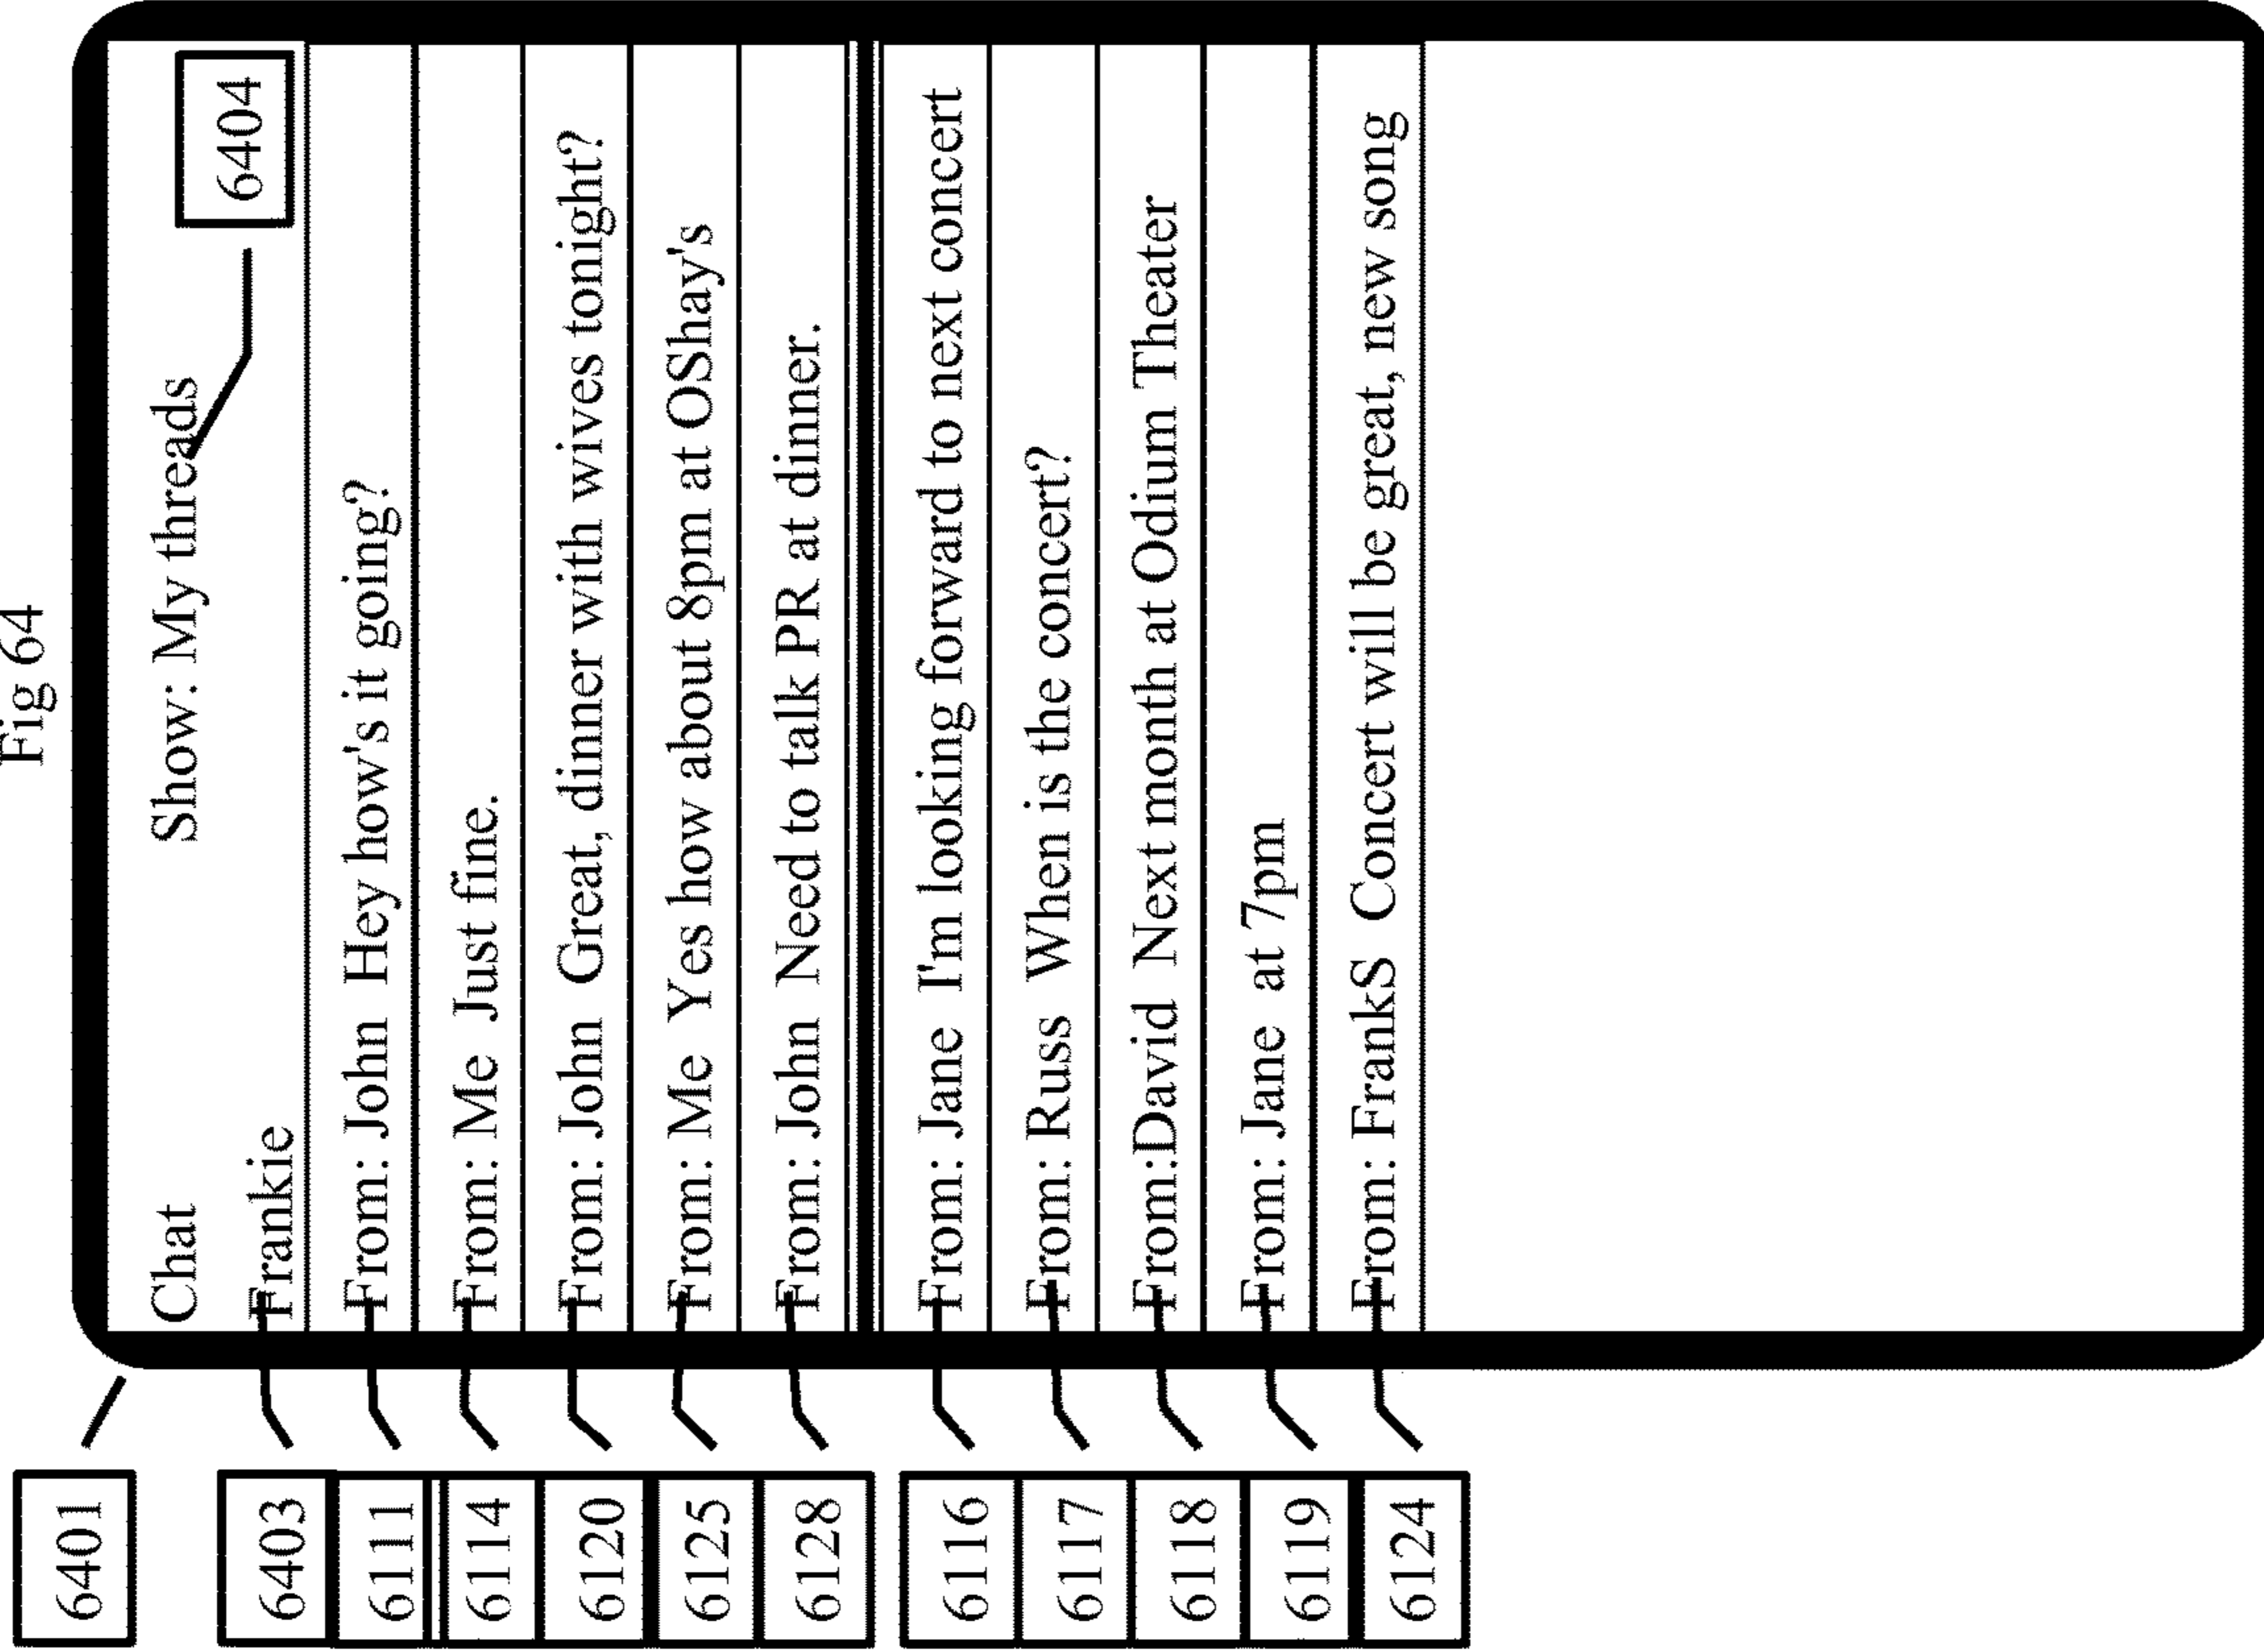 Fig 64
6401
Chat Show: My threads
6403 Frankie 6404
6111 From: John Hey how's it going?
6114 From: Me Just fine.
6120 From: John Great, dinner with wives tonight?
6125 From: Me Yes how about 8pm at OShay's
6128 From: John Need to talk PR at dinner.
6116 From: Jane I'm looking forward to next concert
6117 From: Russ When is the concert?
6118 From:David Next month at Odium Theater
6119 From: Jane at 7pm
6124 From: FrankS Concert will be great, new song